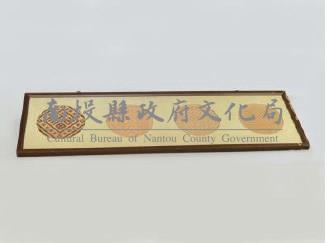 南投縣政府文化局
Cultural Bureau of Nantou County Government